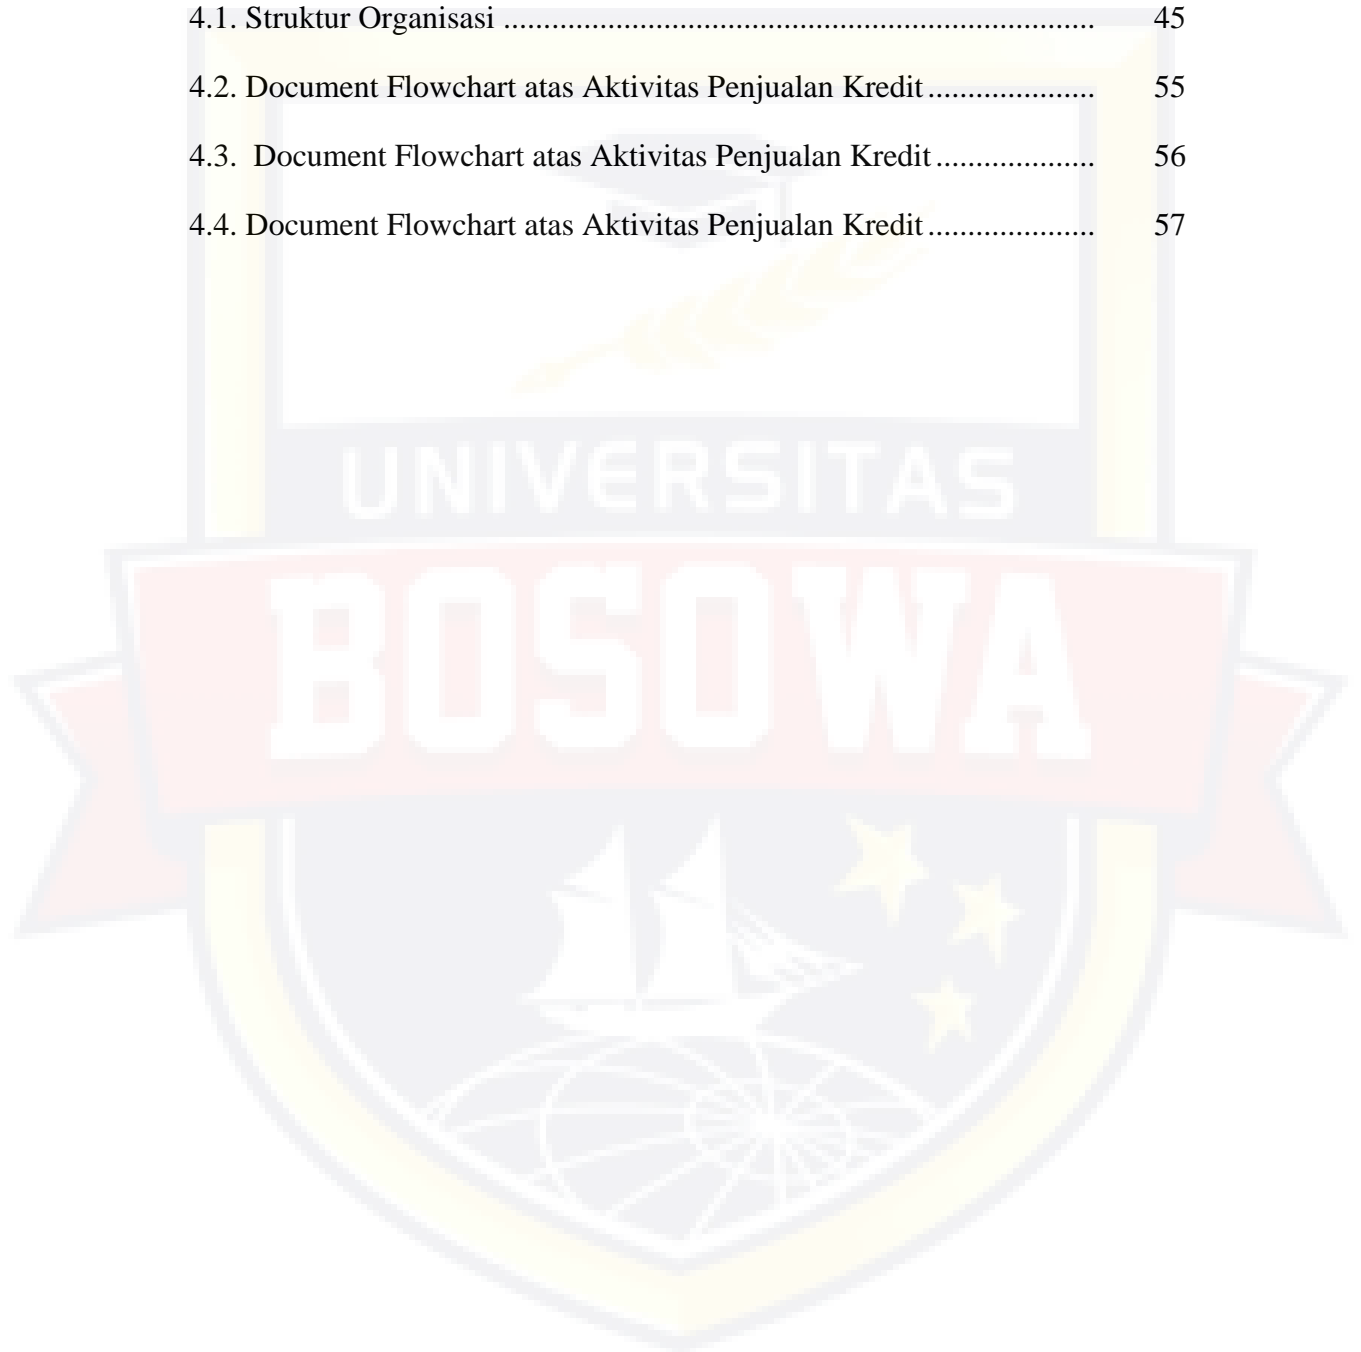 4.1. Struktur Organisasi ........................................................................... 45
4.2. Document Flowchart atas Aktivitas Penjualan Kredit ..................... 55
4.3.  Document Flowchart atas Aktivitas Penjualan Kredit .................... 56
4.4. Document Flowchart atas Aktivitas Penjualan Kredit ..................... 57
UNIVERSITAS
BOSOWA